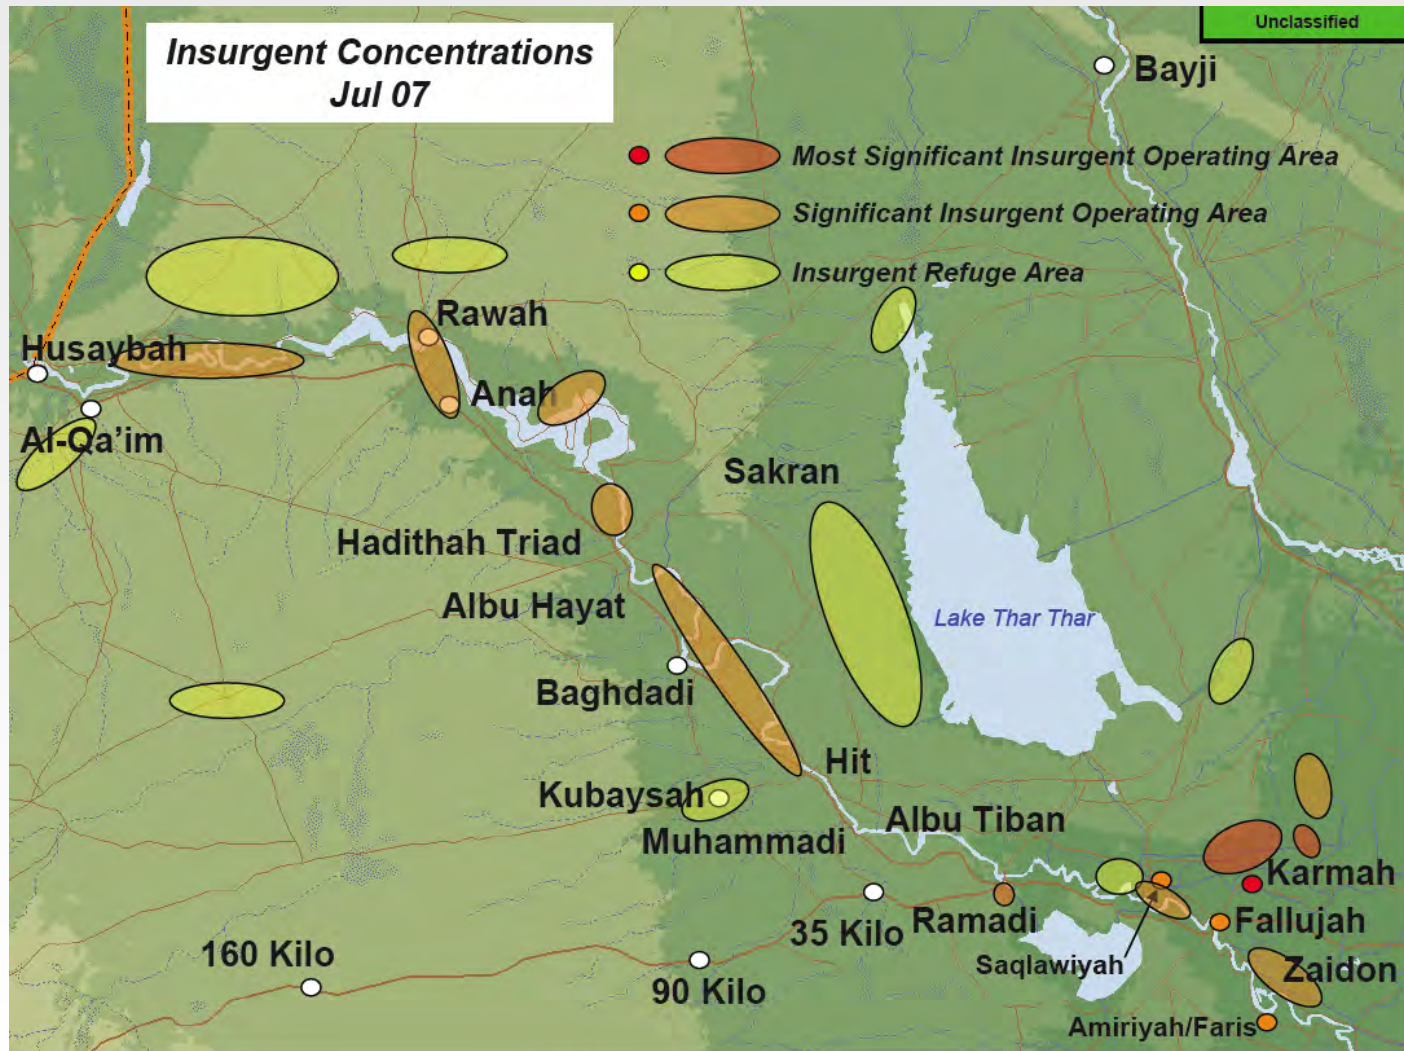 Unclassified
Insurgent Concentrations
Jul 07
Bayji
Most Significant Insurgent Operating Area
Significant Insurgent Operating Area
Insurgent Refuge Area
Rawah
Husaybah
Anah
Al-Qa’im
Sakran
Hadithah Triad
Albu Hayat
Lake Thar Thar
Baghdadi
Hit
Kubaysah
Albu Tiban
Muhammadi
Karmah
Ramadi
Fallujah
35 Kilo
160 Kilo
Saqlawiyah
Zaidon
90 Kilo
Amiriyah/Faris